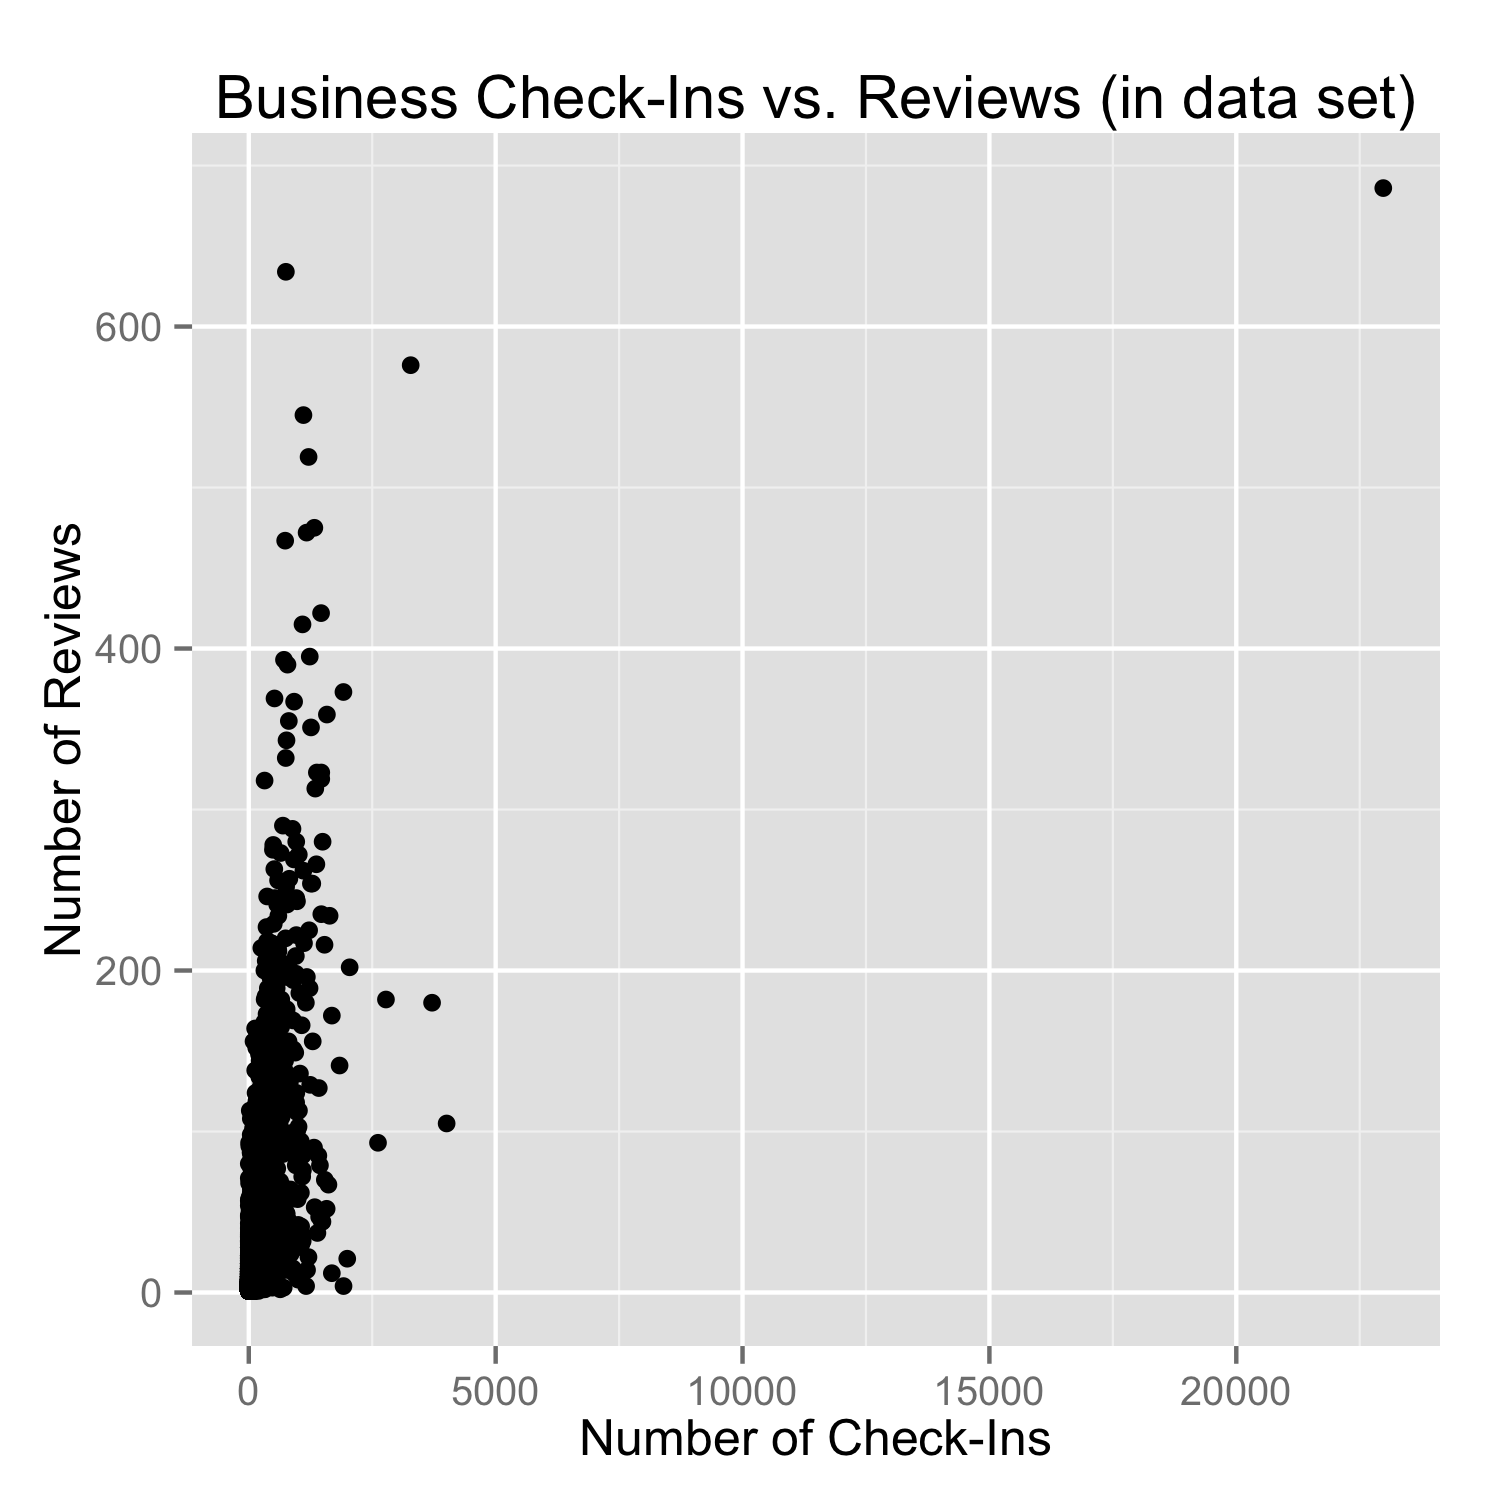 Business Check-Ins vs. Reviews (in data set)
Number of Reviews
600
400
200
0
0 5000 10000 15000 20000
Number of Check-Ins